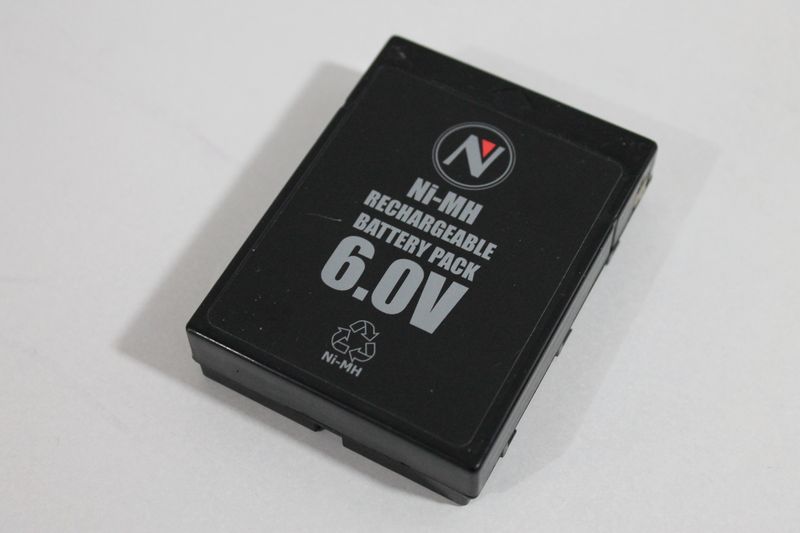 N
Ni-MH
RECHARGEABLE
BATTERY PACK
6.0V
Ni-MH